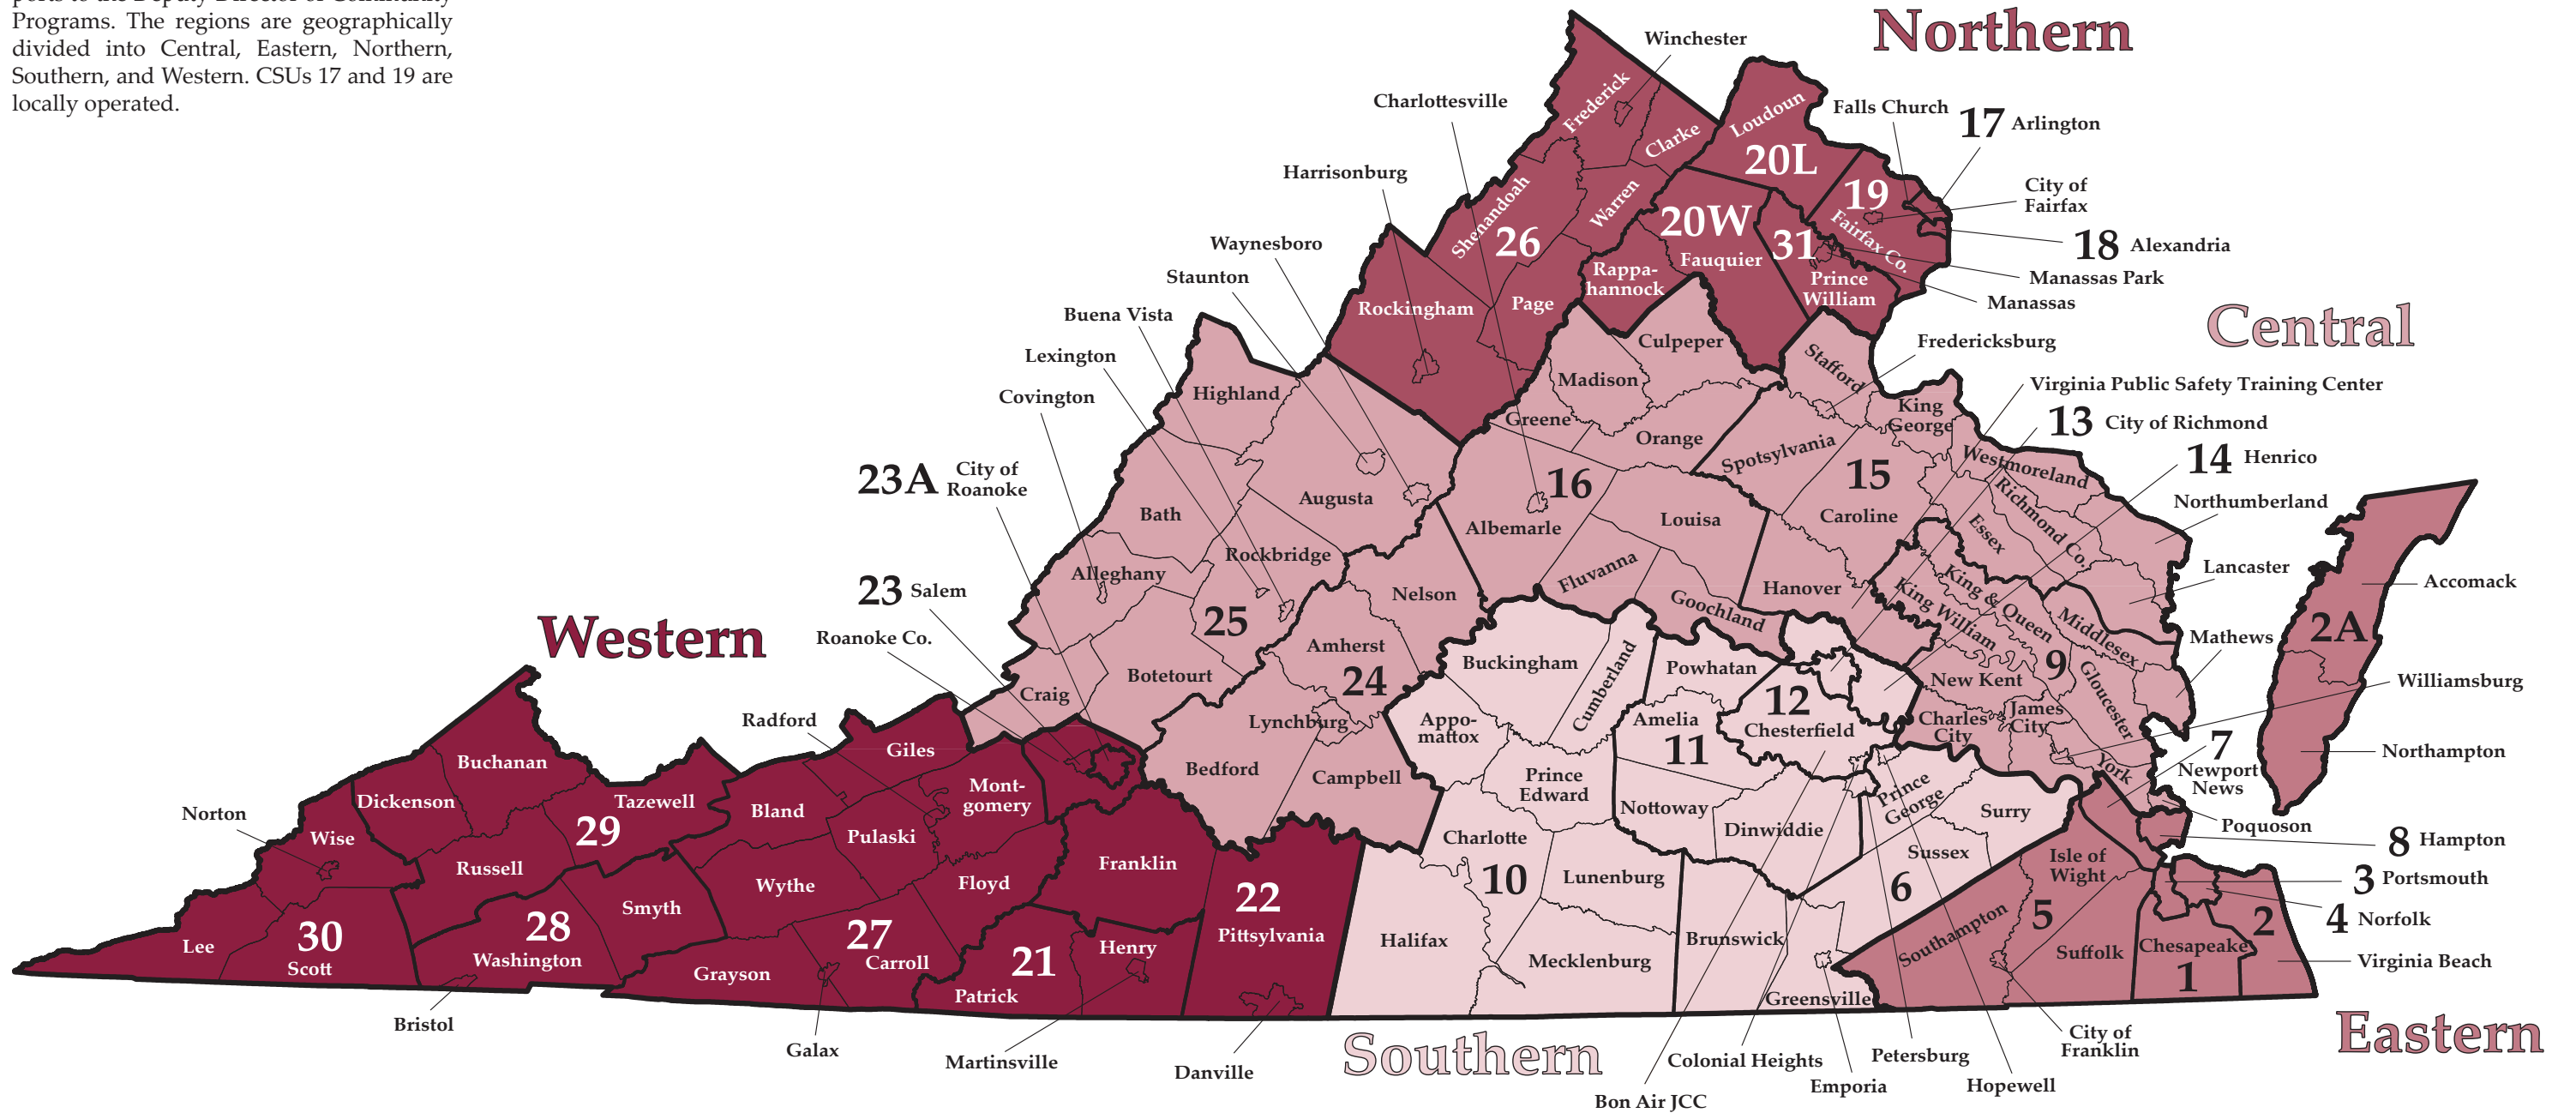 Programs. The regions are geographically
divided into Central, Eastern, Northern,
Southern, and Western. CSUs 17 and 19 are
locally operated.
Northern
Winchester
Charlottesville
Frederick
Clarke
Loudoun
20L
Falls Church
17 Arlington
Harrisonburg
Shenandoah
Warren
26
20W
Fauquier
19
Fairfax Co.
City of
Fairfax
18 Alexandria
31
Prince
William
Manassas Park
Manassas
Waynesboro
Staunton
Buena Vista
Lexington
Covington
Rockingham
Page
Rappa-
hannock
Central
Culpeper
Madison
Greene
Orange
Stafford
Fredericksburg
Virginia Public Safety Training Center
13 City of Richmond
14 Henrico
King
George
Westmoreland
Northumberland
Richmond Co.
Essex
Lancaster
Spotsylvania
15
Caroline
Highland
Augusta
Bath
Rockbridge
Alleghany
25
Botetourt
Craig
16
Albemarle
Louisa
Fluvanna
Goochland
Hanover
Nelson
Amherst
24
Lynchburg
Bedford
Campbell
King & Queen
King William
Middlesex
Mathews
9
Gloucester
New Kent
Charles
City
James
City
York
Williamsburg
7
Newport
News
Poquoson
8 Hampton
3 Portsmouth
4 Norfolk
2
Virginia Beach
Chesapeake
1
Accomack
2A
Northampton
23A City of
Roanoke
23 Salem
Roanoke Co.
Western
Radford
Norton
Buchanan
Dickenson
Wise
Tazewell
29
Russell
Lee
30
Scott
28
Washington
Smyth
Bristol
Giles
Bland
Pulaski
Mont-
gomery
Wythe
Floyd
27
Carroll
Grayson
Galax
Franklin
21
Henry
Patrick
Martinsville
22
Pittsylvania
Danville
Buckingham
Cumberland
Appo-
mattox
Prince
Edward
Charlotte
10
Lunenburg
Halifax
Mecklenburg
Powhatan
Amelia
11
Nottoway
Dinwiddie
12
Chesterfield
Prince
George
Surry
Sussex
6
Brunswick
Greensville
Isle of
Wight
5
Southampton
Suffolk
Southern
Eastern
City of
Franklin
Colonial Heights
Petersburg
Emporia
Hopewell
Bon Air JCC